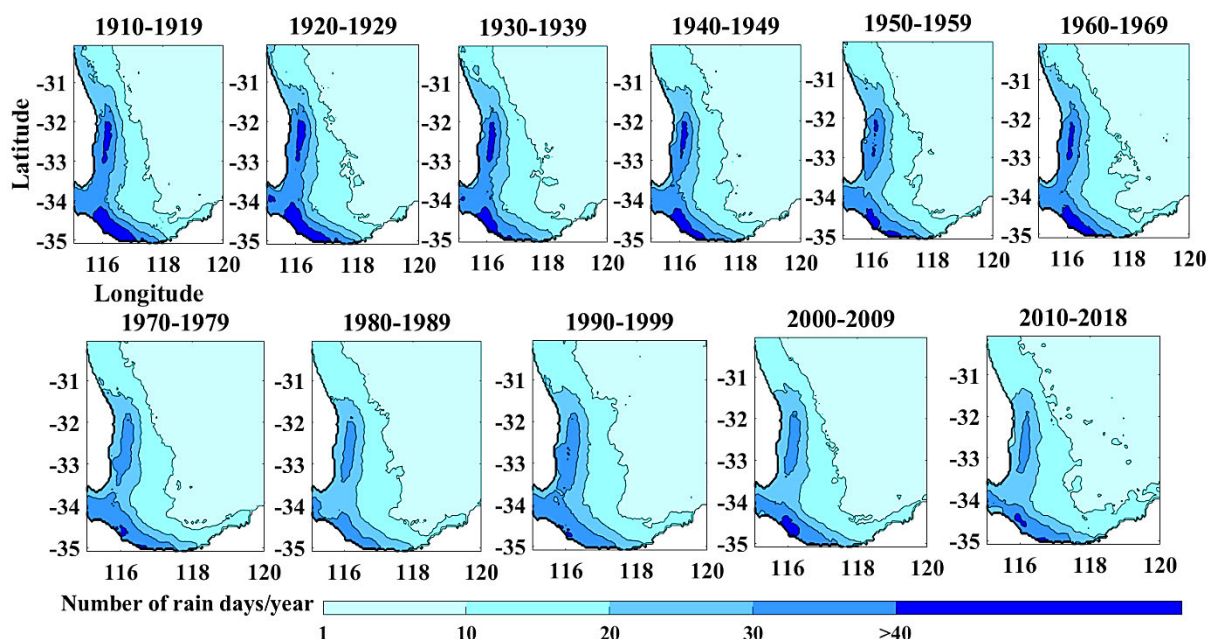 1910-1919 1920-1929 1930-1939 1940-1949 1950-1959 1960-1969
-31 -31 -31 -31 -31 -31
-32 -32 -32 -32 -32 -32
Latitude
-33 -33 -33 -33 -33 -33
-34 -34 -34 -34 -34 -34
-35 -35 -35 -35 -35 -35
116 118 120 116 118 120 116 118 120 116 118 120 116 118 120 116 118 120
Longitude
1970-1979 1980-1989 1990-1999 2000-2009 2010-2018
-31 -31 -31 -31 -31
-32 -32 -32 -32 -32
-33 -33 -33 -33 -33
-34 -34 -34 -34 -34
-35 -35 -35 -35 -35
116 118 120 116 118 120 116 118 120 116 118 120 116 118 120
Number of rain days/year
1 10 20 30 >40